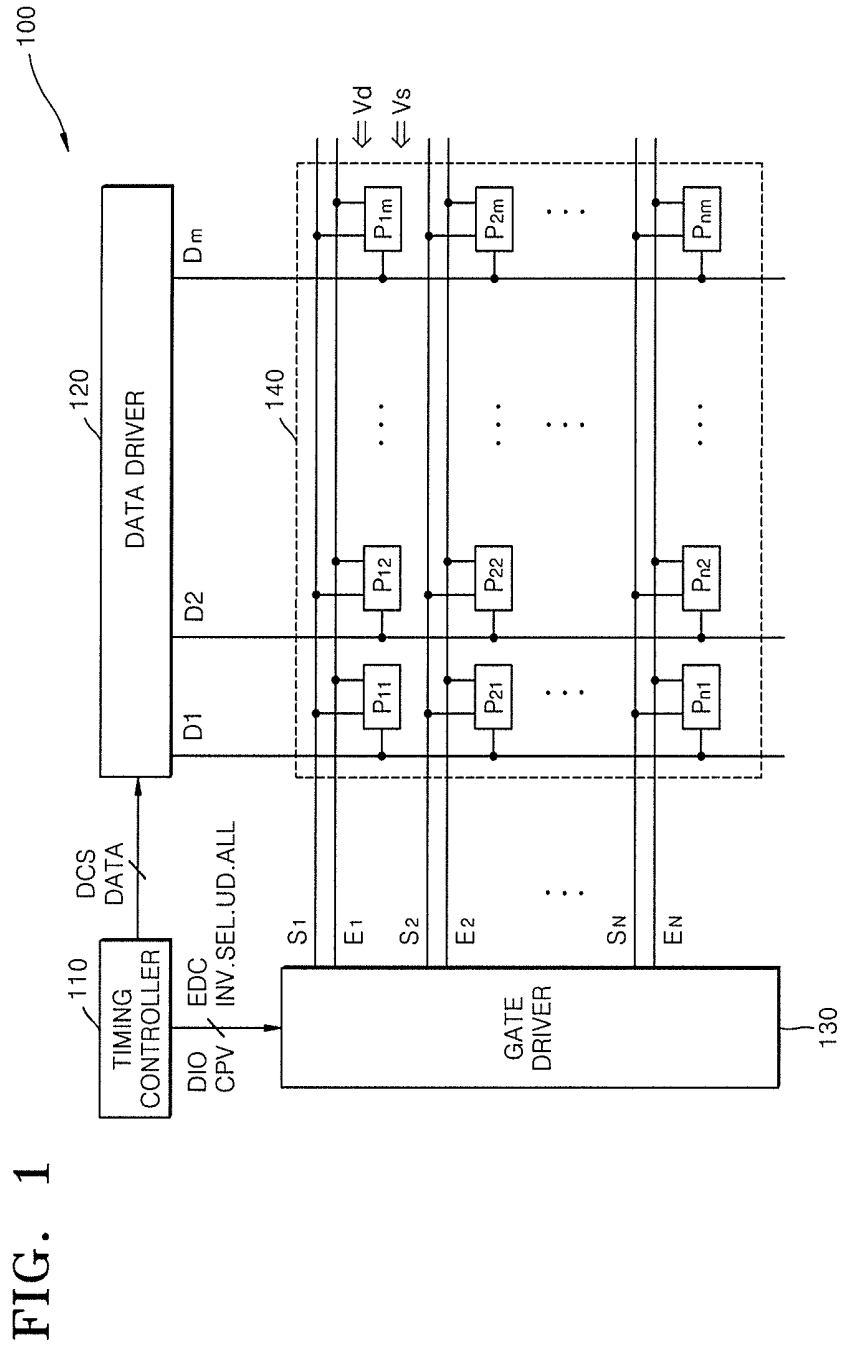 FIG. 1
100
110
TIMING
CONTROLLER
DCS
DATA
120
DATA DRIVER
DIO
CPV
EDC
INV.SEL.UD.ALL
D1
D2
Dm
140
GATE
DRIVER
130
S1
E1
P11
P12
P1m
Vd
Vs
S2
E2
P21
P22
P2m
. . .
SN
EN
Pn1
Pn2
Pnm